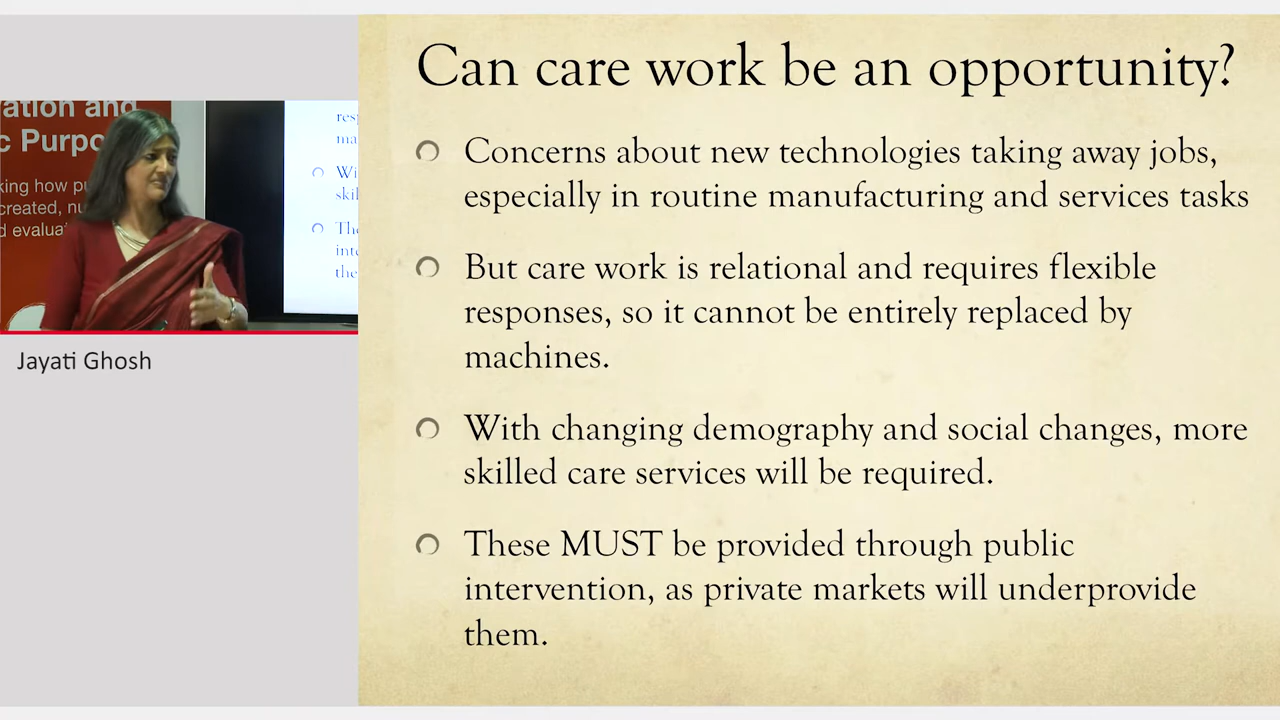 Can care work be an opportunity?
Concerns about new technologies taking away jobs,
especially in routine manufacturing and services tasks
But care work is relational and requires flexible
responses, so it cannot be entirely replaced by
machines.
With changing demography and social changes, more
skilled care services will be required.
These MUST be provided through public
intervention, as private markets will underprovide
them.
and
how
created,
Jayati Ghosh